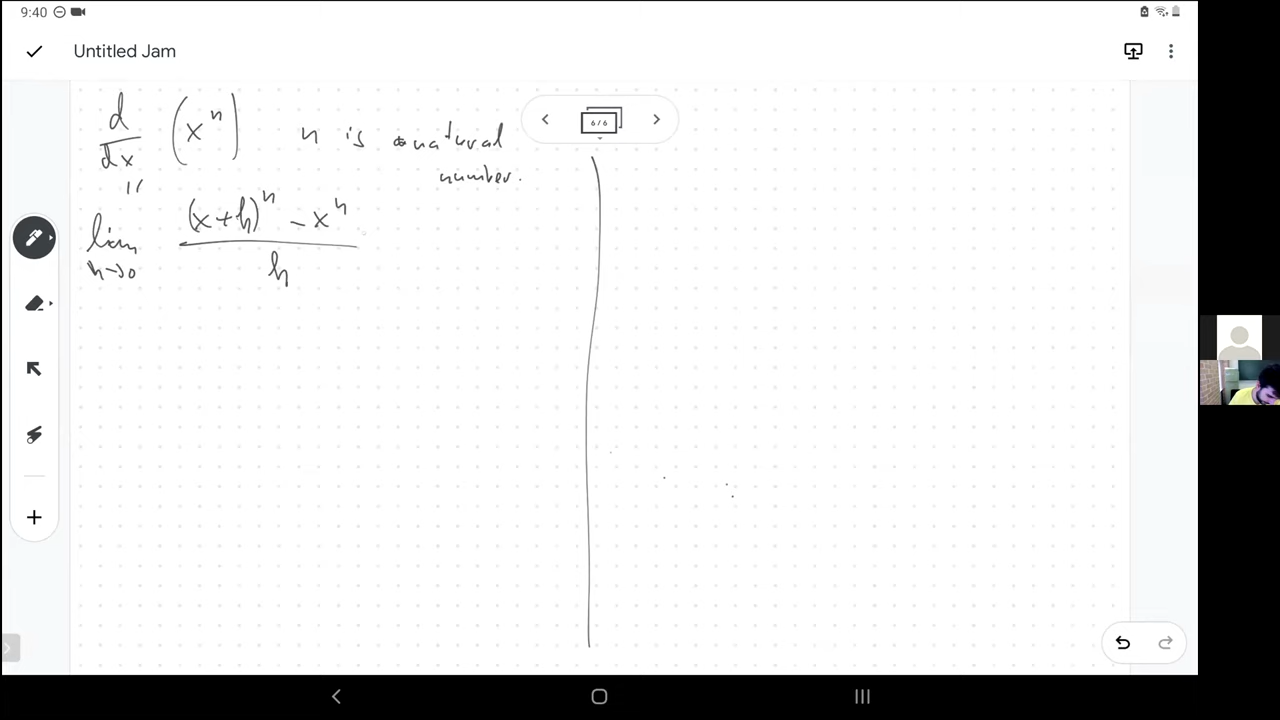 9:40
Untitled Jam
d/dx (x^n) n is a natural
number.
6/6
||
lim h→0 ((x+h)^n - x^n)/h